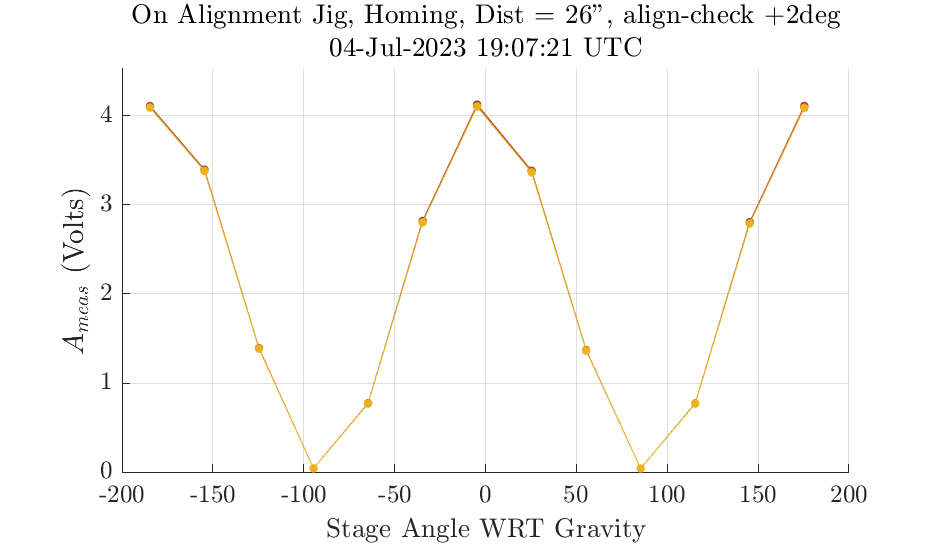 On Alignment Jig, Homing, Dist = 26”, align-check +2deg
04-Jul-2023 19:07:21 UTC
A_meas (Volts)
4
3
2
1
0
-200 -150 -100 -50 0 50 100 150 200
Stage Angle WRT Gravity